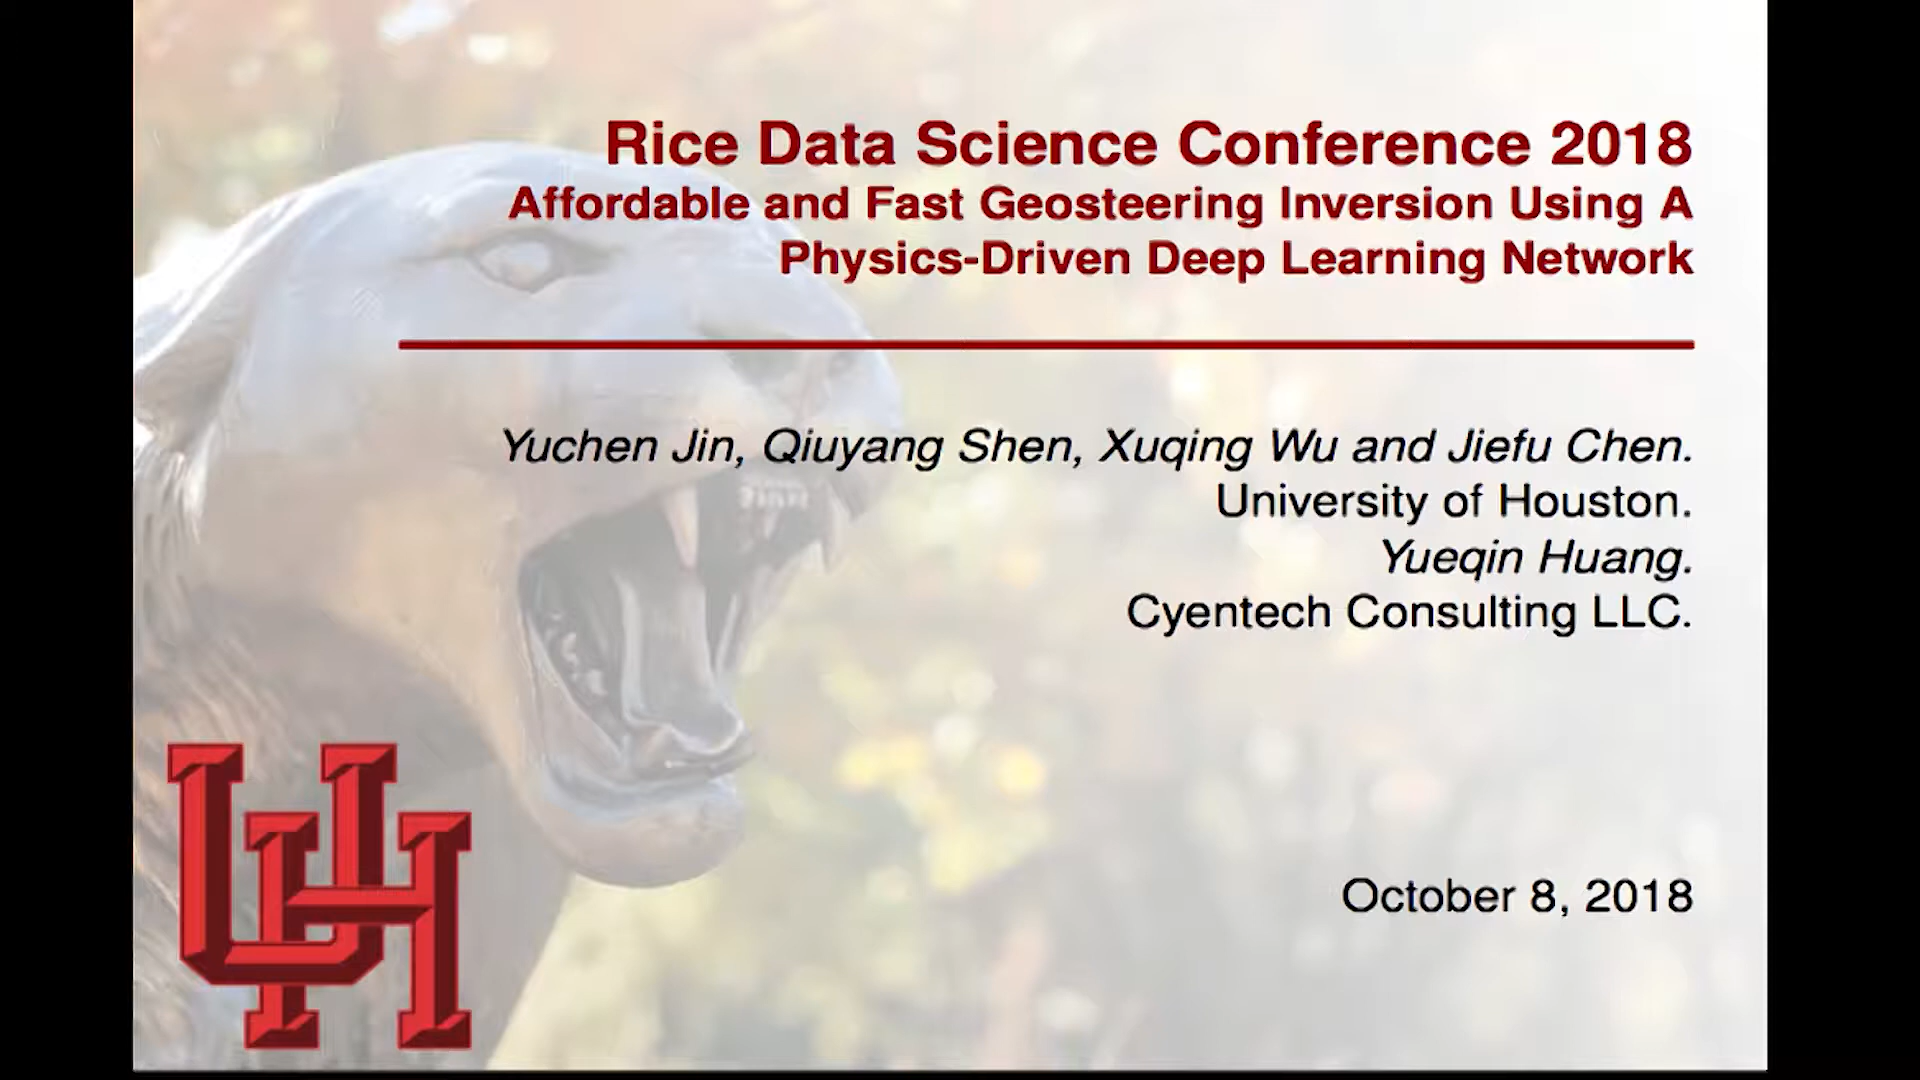 Rice Data Science Conference 2018
Affordable and Fast Geosteering Inversion Using A
Physics-Driven Deep Learning Network
Yuchen Jin, Qiuyang Shen, Xuqing Wu and Jiefu Chen.
University of Houston.
Yueqin Huang.
Cyentech Consulting LLC.
October 8, 2018
UH